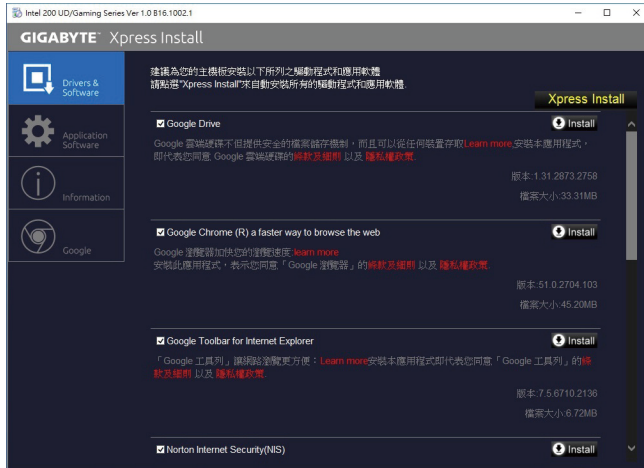 Intel 200 UD/Gaming Series Ver 1.0 B16.1002.1
GIGABYTE™ Xpress Install
Drivers &
Software
Application
Software
Information
Google
建議為您的主機板安裝以下所列之驅動程式和應用軟體
請點選"Xpress Install"來自動安裝所有的驅動程式和應用軟體.
Xpress Install
Google Drive
Install
Google 雲端硬碟不但提供安全的檔案儲存機制，而且可以從任何裝置存取Learn more.安裝本應用程式，
即代表您同意 Google 雲端硬碟的條款及細則 以及 隱私權政策.
版本:1.31.2873.2758
檔案大小:33.31MB
Google Chrome (R) a faster way to browse the web
Install
Google 瀏覽器加快您的瀏覽速度:learn more
安裝此應用程式，表示您同意「Google 瀏覽器」的條款及細則 以及 隱私權政策.
版本:51.0.2704.103
檔案大小:45.20MB
Google Toolbar for Internet Explorer
Install
「Google 工具列」讓網路瀏覽更方便：Learn more安裝本應用程式即代表您同意「Google 工具列」的條
款及細則 以及 隱私權政策.
版本:7.5.6710.2136
檔案大小:6.72MB
Norton Internet Security(NIS)
Install